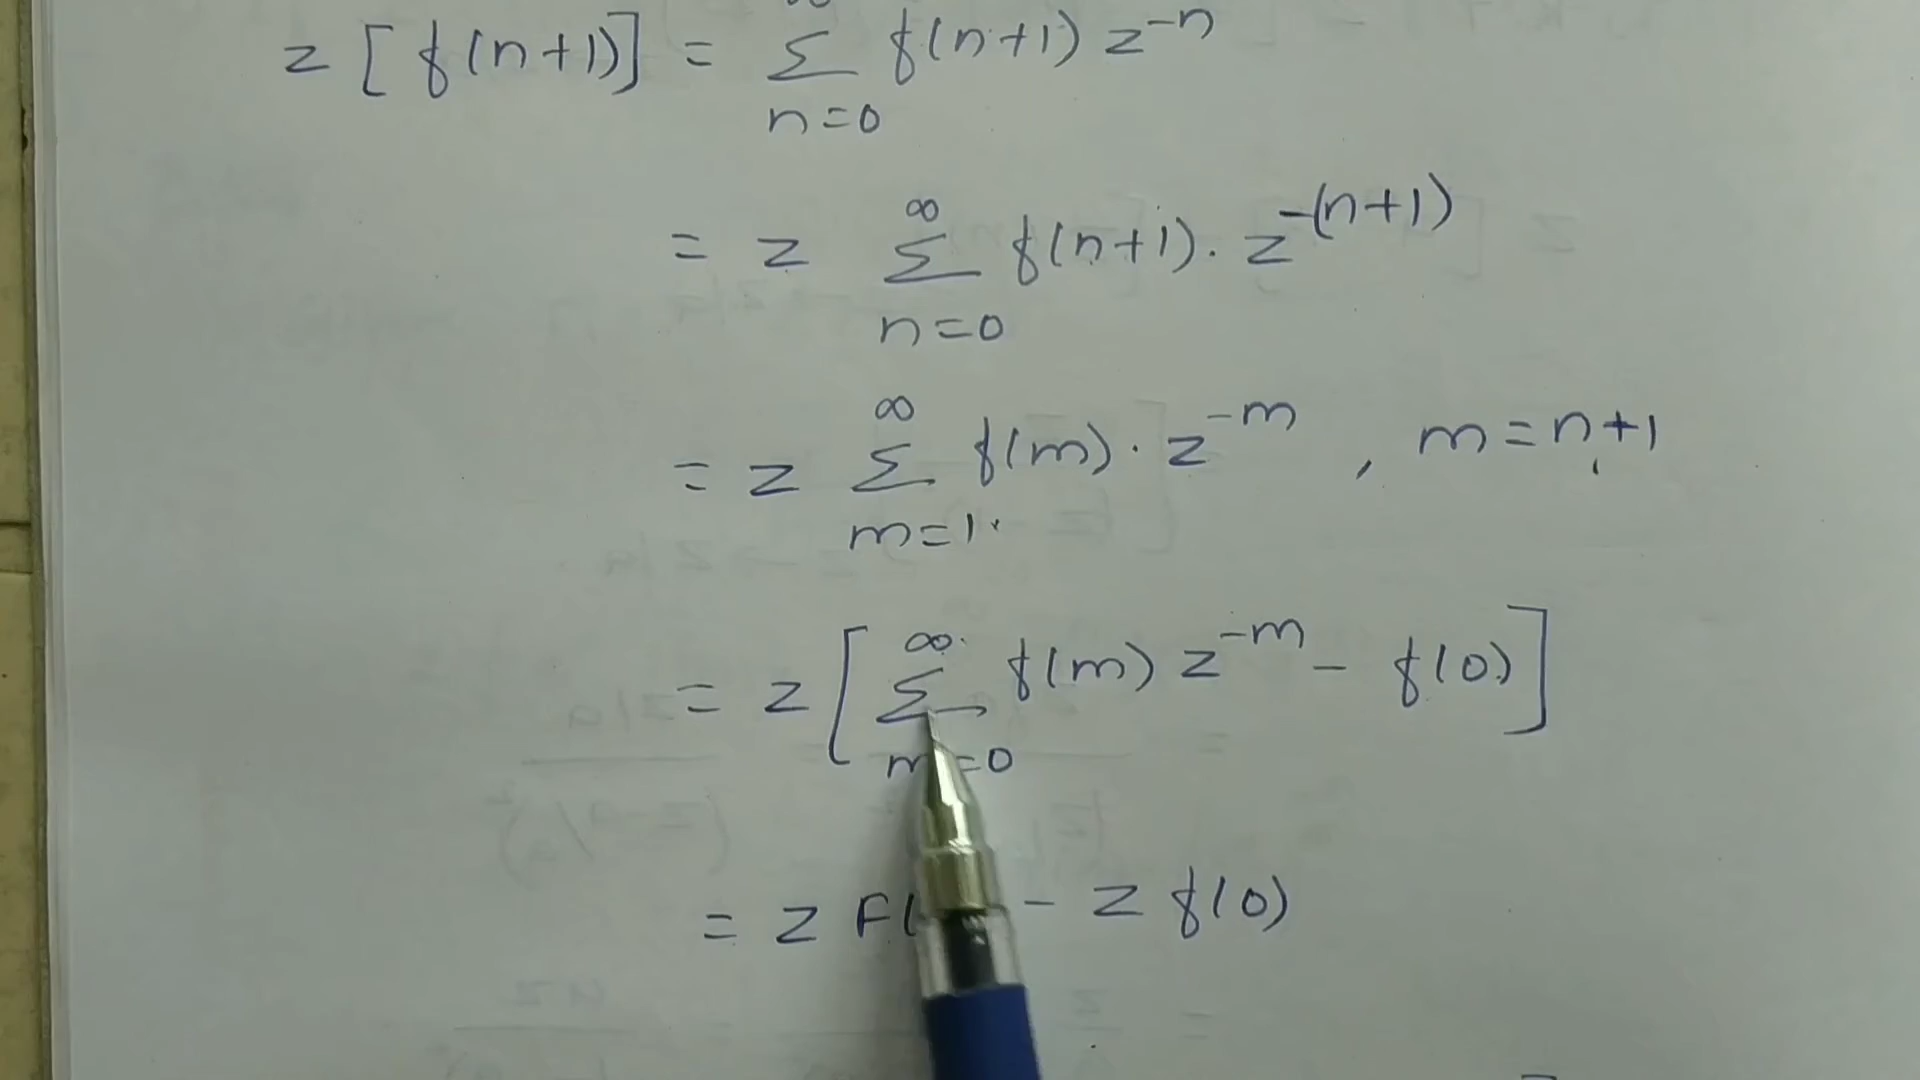 z [f(n+1)] = ∑ f(n+1) z⁻ⁿ
n=0
= z ∑ f(n+1). z^-(n+1)
∞
n=0
= z ∑ f(m). z^-m , m=n+1
∞
m=1
= z [∑ f(m) z^-m - f(0)]
∞
=0
= z F( - z f(0)